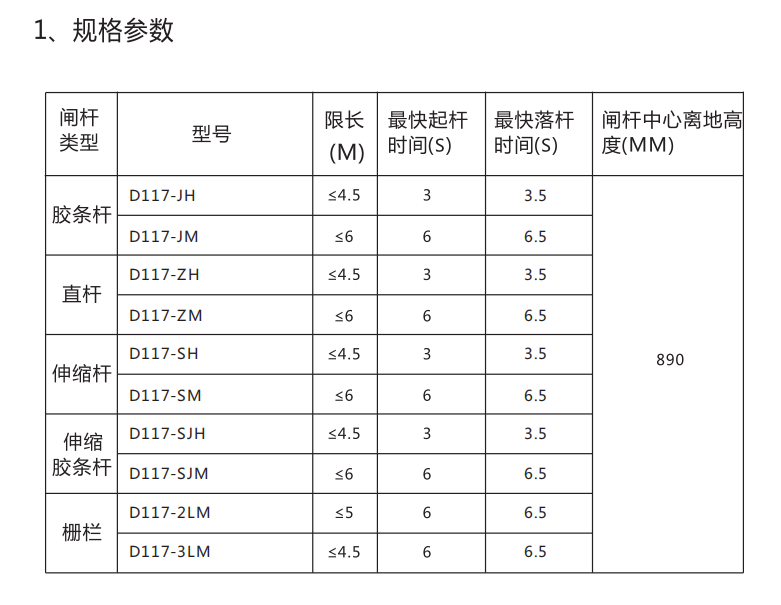 1、规格参数
闸杆类型 型号 限长(M) 最快起杆时间(S) 最快落杆时间(S) 闸杆中心离地高度(MM)
胶条杆 D117-JH ≤4.5 3 3.5 890
D117-JM ≤6 6 6.5
直杆 D117-ZH ≤4.5 3 3.5
D117-ZM ≤6 6 6.5
伸缩杆 D117-SH ≤4.5 3 3.5
D117-SM ≤6 6 6.5
伸缩胶条杆 D117-SJH ≤4.5 3 3.5
D117-SJM ≤6 6 6.5
栅栏 D117-2LM ≤5 6 6.5
D117-3LM ≤4.5 6 6.5